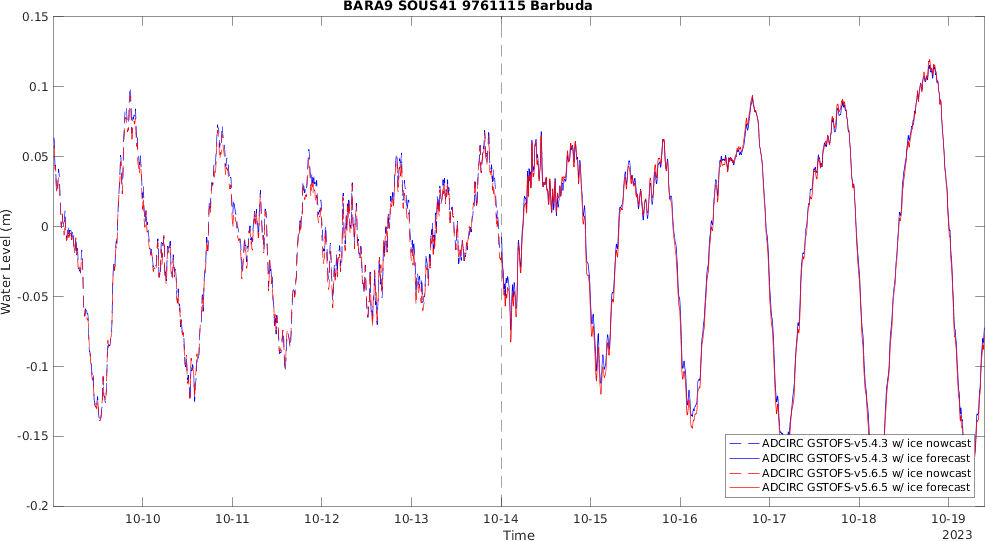 BARA9 SOUS41 9761115 Barbuda
0.15
0.1
0.05
0
-0.05
-0.1
-0.15
-0.2
Water Level (m)
ADCIRC GSTOFS-v5.4.3 w/ ice nowcast
ADCIRC GSTOFS-v5.4.3 w/ ice forecast
ADCIRC GSTOFS-v5.6.5 w/ ice nowcast
ADCIRC GSTOFS-v5.6.5 w/ ice forecast
10-10 10-11 10-12 10-13 10-14 10-15 10-16 10-17 10-18 10-19
Time
2023